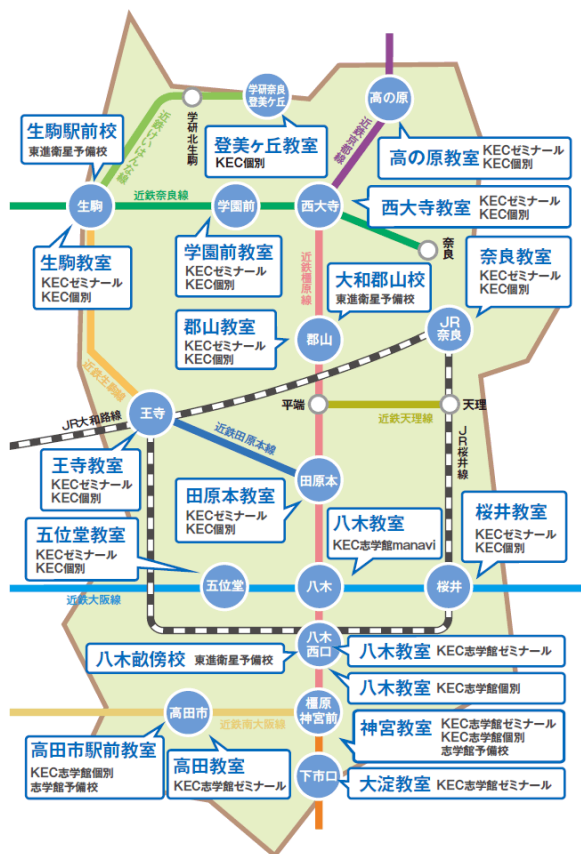 学研奈良
登美ケ丘
高の原
学研北生駒
近鉄けいはんな線
近鉄京都線
生駒駅前校
東進衛星予備校
登美ヶ丘教室
KEC個別
高の原教室 KECゼミナール
KEC個別
生駒
近鉄奈良線
学園前
西大寺
西大寺教室 KECゼミナール
KEC個別
奈良
生駒教室
KECゼミナール
KEC個別
学園前教室
KECゼミナール
KEC個別
近鉄橿原線
大和郡山校
東進衛星予備校
奈良教室
KECゼミナール
KEC個別
郡山教室
KECゼミナール
KEC個別
郡山
JR
奈良
近鉄生駒線
JR大和路線
王寺
平端
近鉄天理線
天理
近鉄田原本線
JR桜井線
王寺教室
KECゼミナール
KEC個別
田原本
田原本教室
KECゼミナール
KEC個別
八木教室
KEC志学館manavi
桜井教室
KECゼミナール
KEC個別
五位堂教室
KECゼミナール
KEC個別
近鉄大阪線
五位堂
八木
桜井
八木畝傍校 東進衛星予備校
八木
西口
八木教室 KEC志学館ゼミナール
八木教室 KEC志学館個別
高田市
近鉄南大阪線
橿原
神宮前
神宮教室 KEC志学館ゼミナール
KEC志学館個別
志学館予備校
高田市駅前教室
KEC志学館個別
志学館予備校
高田教室
KEC志学館ゼミナール
下市口
大淀教室 KEC志学館ゼミナール